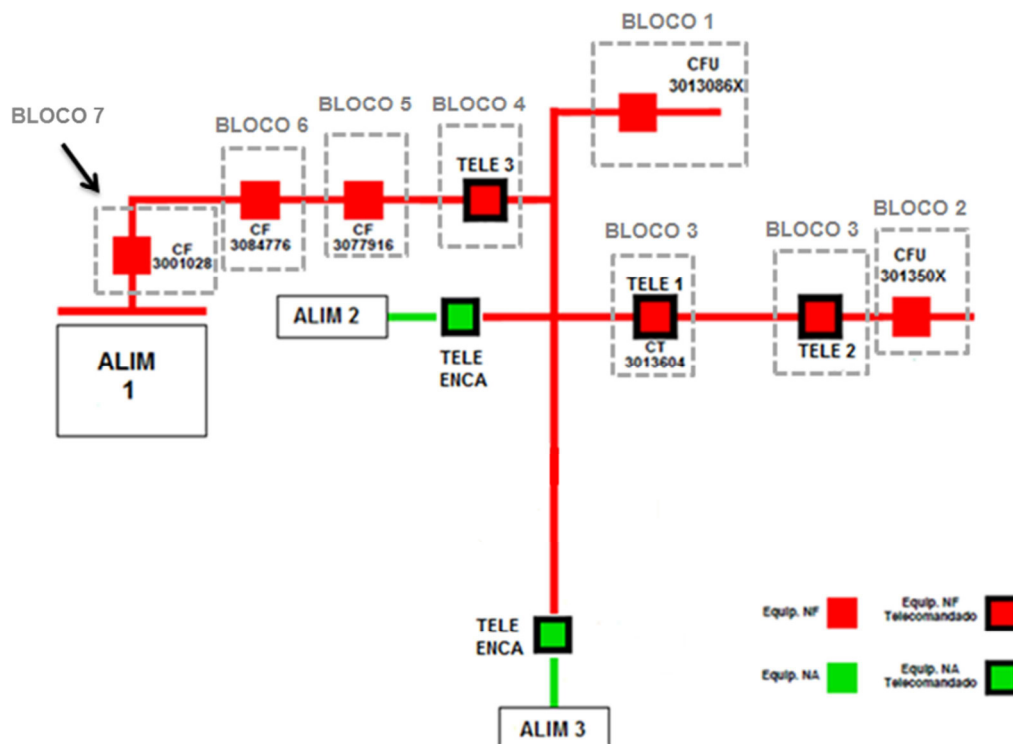 BLOCO 1
CFU
3013086X
BLOCO 7
BLOCO 6
BLOCO 5
BLOCO 4
TELE 3
CF
3001028
CF
3084776
CF
3077916
BLOCO 3
TELE 1
CT
3013604
BLOCO 3
TELE 2
BLOCO 2
CFU
301350X
ALIM
1
ALIM 2
TELE
ENCA
TELE
ENCA
ALIM 3
Equip. NF
Equip. NF
Telecomandado
Equip. NA
Equip. NA
Telecomandado